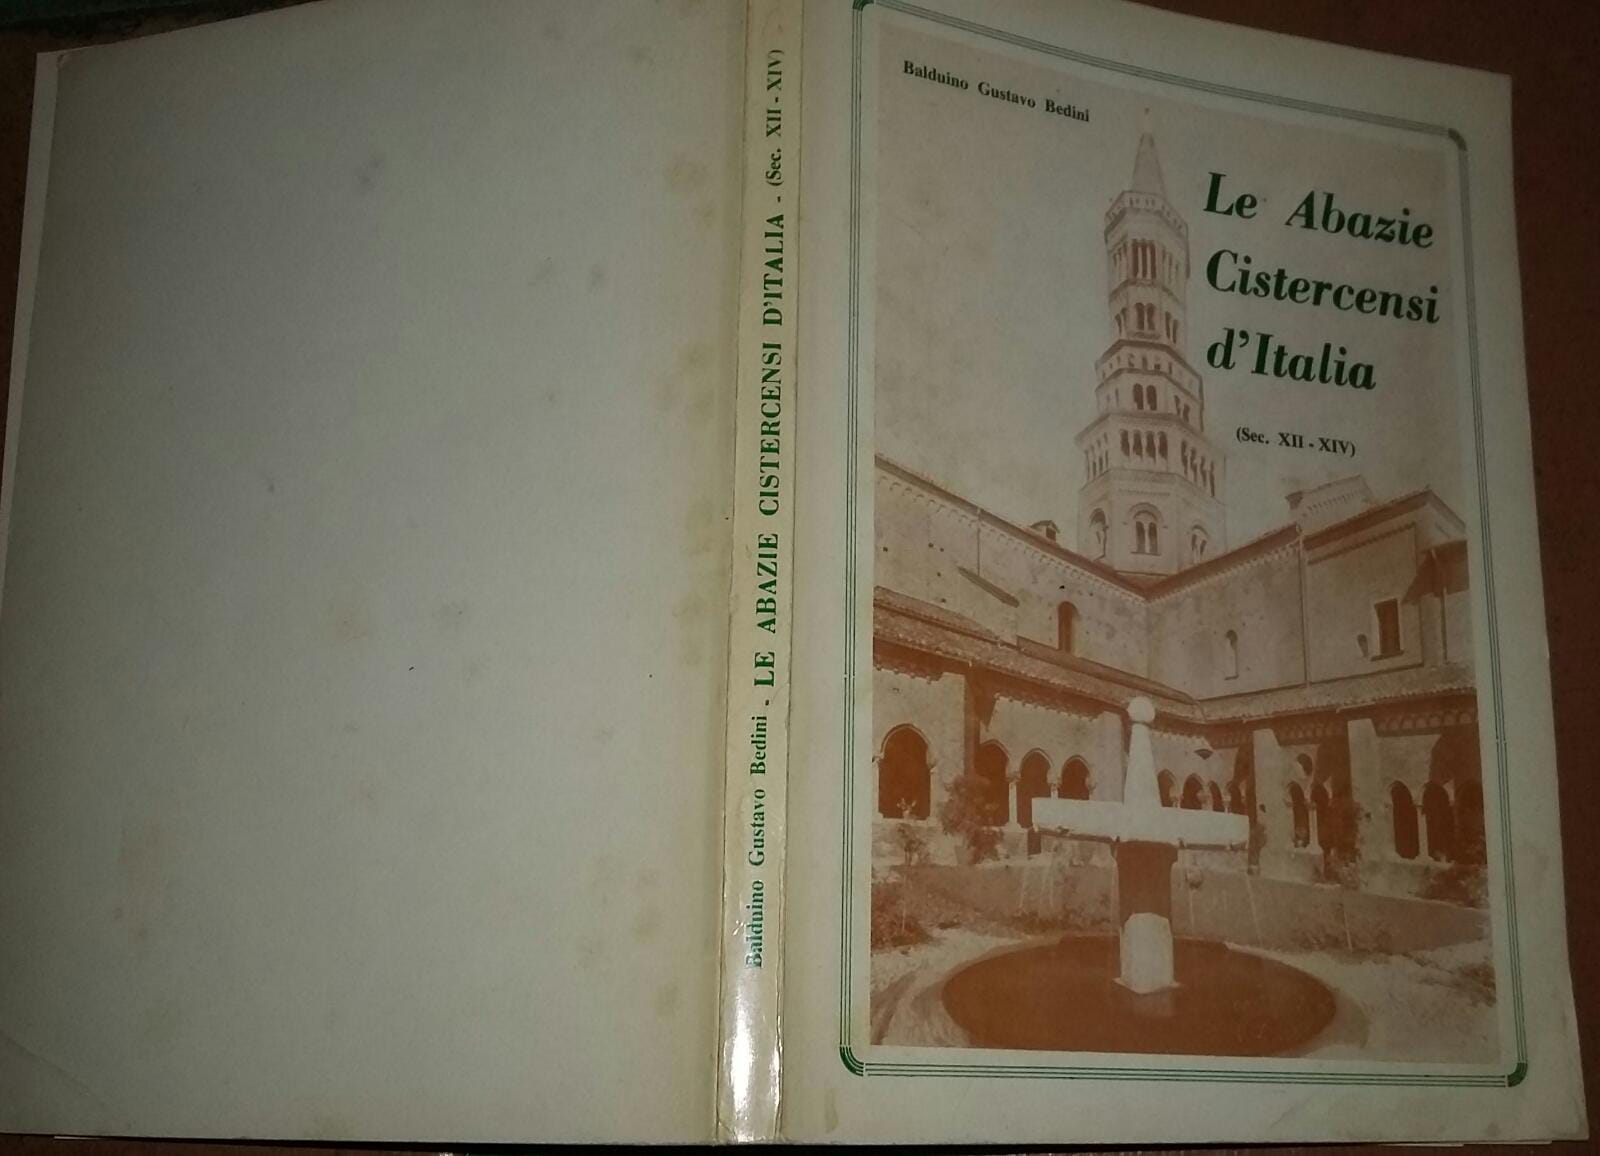 Balduino Gustavo Bedini - LE ABAZIE CISTERCENSI D'ITALIA - (Sec. XII - XIV)
Balduino Gustavo Bedini
Le Abazie
Cistercensi
d'Italia
(Sec. XII - XIV)